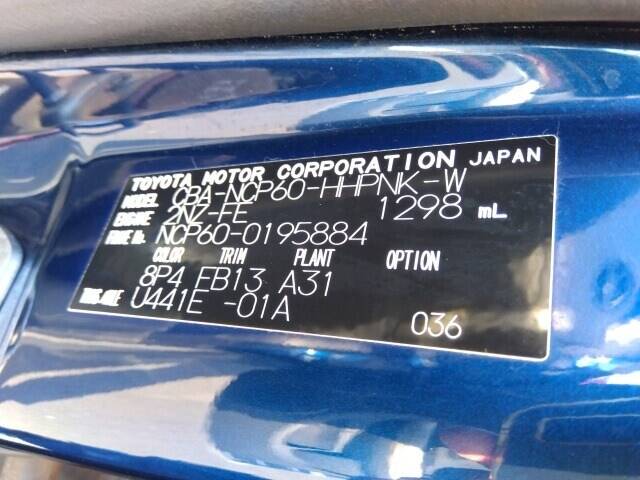 TOYOTA MOTOR CORPORATION JAPAN
MODEL CBA-NCP60-HHPNK-W
ENGINE 2NZ-FE 1298 mL
FRAME No. NCP60-0195884
COLOR TRIM PLANT OPTION
8P4 EB13 A31
TRANS./AXLE U441E -01A
036